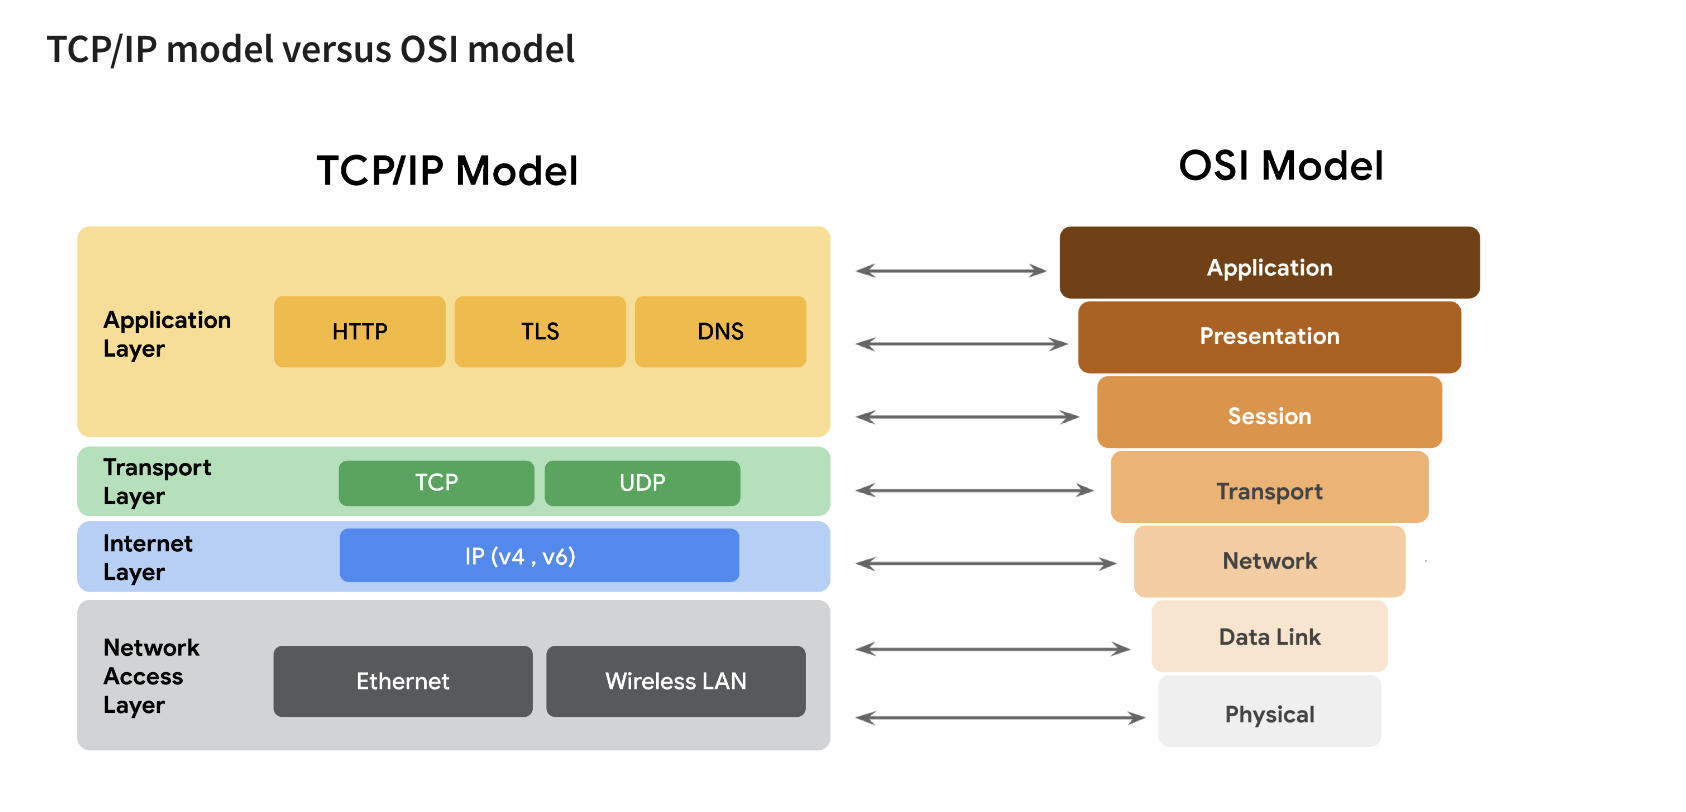 TCP/IP model versus OSI model
TCP/IP Model
OSI Model
Application
Layer
HTTP
TLS
DNS
Transport
Layer
TCP
UDP
Internet
Layer
IP (v4 , v6)
Network
Access
Layer
Ethernet
Wireless LAN
Application
Presentation
Session
Transport
Network
Data Link
Physical